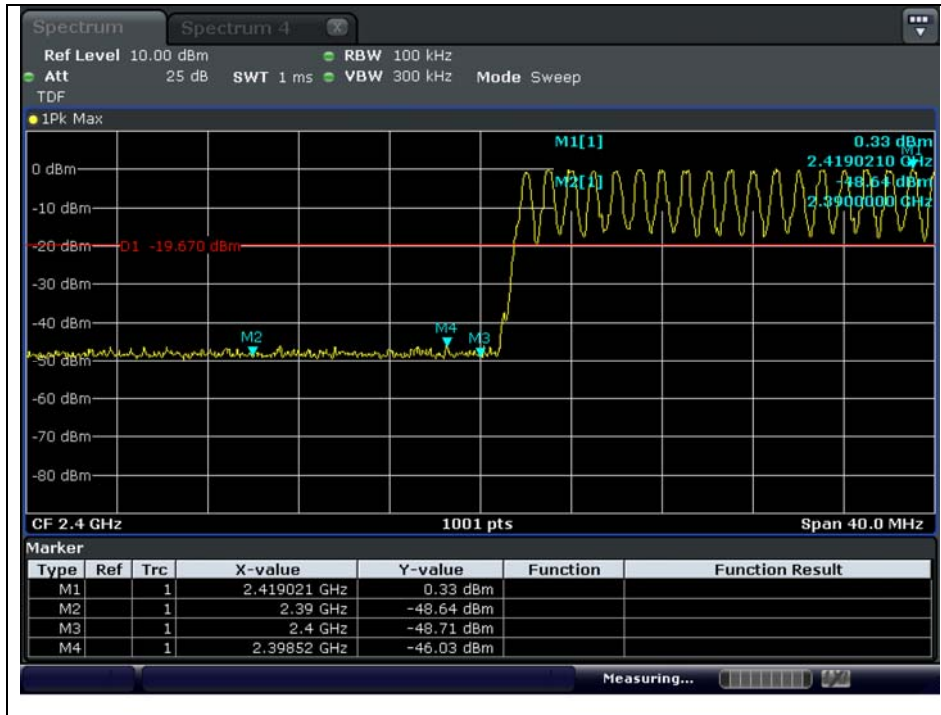 Spectrum Spectrum 4 X
Ref Level 10.00 dBm RBW 100 kHz
Att 25 dB SWT 1 ms VBW 300 kHz Mode Sweep
TDF
1Pk Max
M1[1] 0.33 dBm
M1
2.4190210 GHz
0 dBm
M2[1] -48.64 dBm
2.3900000 GHz
-10 dBm
-20 dBm D1 -19.670 dBm
-30 dBm
-40 dBm
M2 M4 M3
-50 dBm
-60 dBm
-70 dBm
-80 dBm
CF 2.4 GHz 1001 pts Span 40.0 MHz
Marker
Type Ref Trc X-value Y-value Function Function Result
M1 1 2.419021 GHz 0.33 dBm
M2 1 2.39 GHz -48.64 dBm
M3 1 2.4 GHz -48.71 dBm
M4 1 2.39852 GHz -46.03 dBm
Measuring...